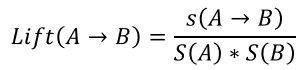 Lift(A → B) = s(A → B) / S(A) * S(B)